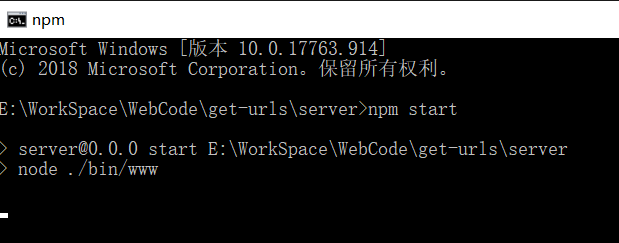 npm
Microsoft Windows [版本 10.0.17763.914]
(c) 2018 Microsoft Corporation。保留所有权利。
E:\WorkSpace\WebCode\get-urls\server>npm start
> server@0.0.0 start E:\WorkSpace\WebCode\get-urls\server
> node ./bin/www